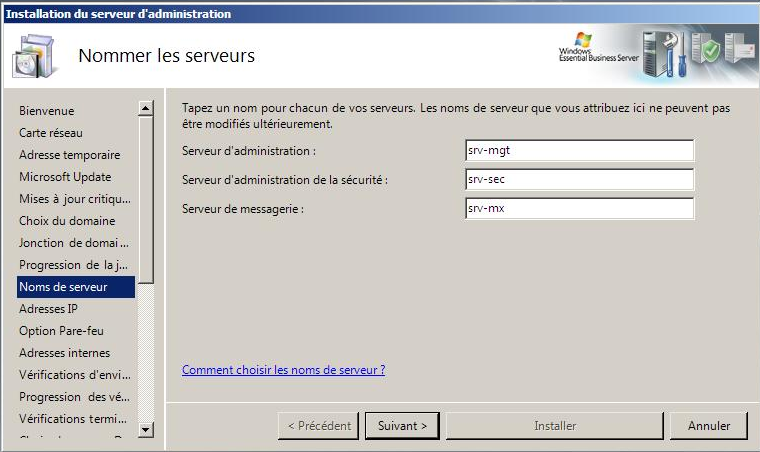 Installation du serveur d'administration
Nommer les serveurs
Windows
Essential Business Server
Bienvenue
Carte réseau
Adresse temporaire
Microsoft Update
Mises à jour critiqu...
Choix du domaine
Jonction de domai...
Progression de la j...
Noms de serveur
Adresses IP
Option Pare-feu
Adresses internes
Vérifications d'envi...
Progression des vé...
Vérifications termi...
Tapez un nom pour chacun de vos serveurs. Les noms de serveur que vous attribuez ici ne peuvent pas
être modifiés ultérieurement.
Serveur d'administration :
srv-mgt
Serveur d'administration de la sécurité :
srv-sec
Serveur de messagerie :
srv-mx
Comment choisir les noms de serveur ?
< Précédent
Suivant >
Installer
Annuler